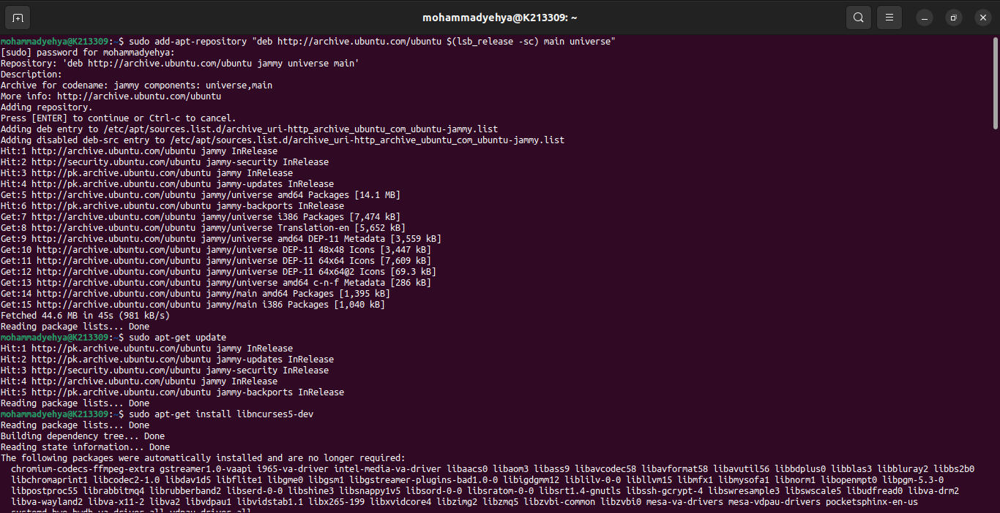 mohammadyehya@K213309: ~
mohammadyehya@K213309:~$ sudo add-apt-repository "deb http://archive.ubuntu.com/ubuntu $(lsb_release -sc) main universe"
[sudo] password for mohammadyehya:
Repository: 'deb http://archive.ubuntu.com/ubuntu jammy universe main'
Description:
Archive for codename: jammy components: universe,main
More info: http://archive.ubuntu.com/ubuntu
Adding repository.
Press [ENTER] to continue or Ctrl-c to cancel.
Adding deb entry to /etc/apt/sources.list.d/archive_uri-http_archive_ubuntu_com_ubuntu-jammy.list
Adding disabled deb-src entry to /etc/apt/sources.list.d/archive_uri-http_archive_ubuntu_com_ubuntu-jammy.list
Hit:1 http://archive.ubuntu.com/ubuntu jammy InRelease
Hit:2 http://security.ubuntu.com/ubuntu jammy-security InRelease
Hit:3 http://pk.archive.ubuntu.com/ubuntu jammy InRelease
Hit:4 http://pk.archive.ubuntu.com/ubuntu jammy-updates InRelease
Get:5 http://archive.ubuntu.com/ubuntu jammy/universe amd64 Packages [14.1 MB]
Hit:6 http://pk.archive.ubuntu.com/ubuntu jammy-backports InRelease
Get:7 http://archive.ubuntu.com/ubuntu jammy/universe i386 Packages [7,474 kB]
Get:8 http://archive.ubuntu.com/ubuntu jammy/universe Translation-en [5,652 kB]
Get:9 http://archive.ubuntu.com/ubuntu jammy/universe amd64 DEP-11 Metadata [3,559 kB]
Get:10 http://archive.ubuntu.com/ubuntu jammy/universe DEP-11 48x48 Icons [3,447 kB]
Get:11 http://archive.ubuntu.com/ubuntu jammy/universe DEP-11 64x64 Icons [7,609 kB]
Get:12 http://archive.ubuntu.com/ubuntu jammy/universe DEP-11 64x64@2 Icons [69.3 kB]
Get:13 http://archive.ubuntu.com/ubuntu jammy/universe amd64 c-n-f Metadata [286 kB]
Get:14 http://archive.ubuntu.com/ubuntu jammy/main amd64 Packages [1,395 kB]
Get:15 http://archive.ubuntu.com/ubuntu jammy/main i386 Packages [1,040 kB]
Fetched 44.6 MB in 45s (981 kB/s)
Reading package lists... Done
mohammadyehya@K213309:~$ sudo apt-get update
Hit:1 http://pk.archive.ubuntu.com/ubuntu jammy InRelease
Hit:2 http://pk.archive.ubuntu.com/ubuntu jammy-updates InRelease
Hit:3 http://security.ubuntu.com/ubuntu jammy-security InRelease
Hit:4 http://archive.ubuntu.com/ubuntu jammy InRelease
Hit:5 http://pk.archive.ubuntu.com/ubuntu jammy-backports InRelease
Reading package lists... Done
mohammadyehya@K213309:~$ sudo apt-get install libncurses5-dev
Reading package lists... Done
Building dependency tree... Done
Reading state information... Done
The following packages were automatically installed and are no longer required:
chromium-codecs-ffmpeg-extra gstreamer1.0-vaapi i965-va-driver intel-media-va-driver libaacs0 libaom3 libass9 libavcodec58 libavformat58 libavutil56 libbdplus0 libblas3 libbluray2 libbs2b0
libchromaprint1 libcodec2-1.0 libdav1d5 libflite1 libgme0 libgsm1 libgstreamer-plugins-bad1.0-0 libigdgmm12 liblilv-0-0 libllvm15 libmfx1 libmysofa1 libnorm1 libopenmpt0 libpgm-5.3-0
libpostproc55 librabbitmq4 librubberband2 libserd-0-0 libshine3 libsnappy1v5 libsord-0-0 libsratom-0-0 libsrt1.4-gnutls libssh-gcrypt-4 libswresample3 libswscale5 libudfread0 libva-drm2
libva-wayland2 libva-x11-2 libva2 libvdpau1 libvidstab1.1 libx265-199 libxvidcore4 libzimg2 libzmq5 libzvbi-common libzvbi0 mesa-va-drivers mesa-vdpau-drivers pocketsphinx-en-us